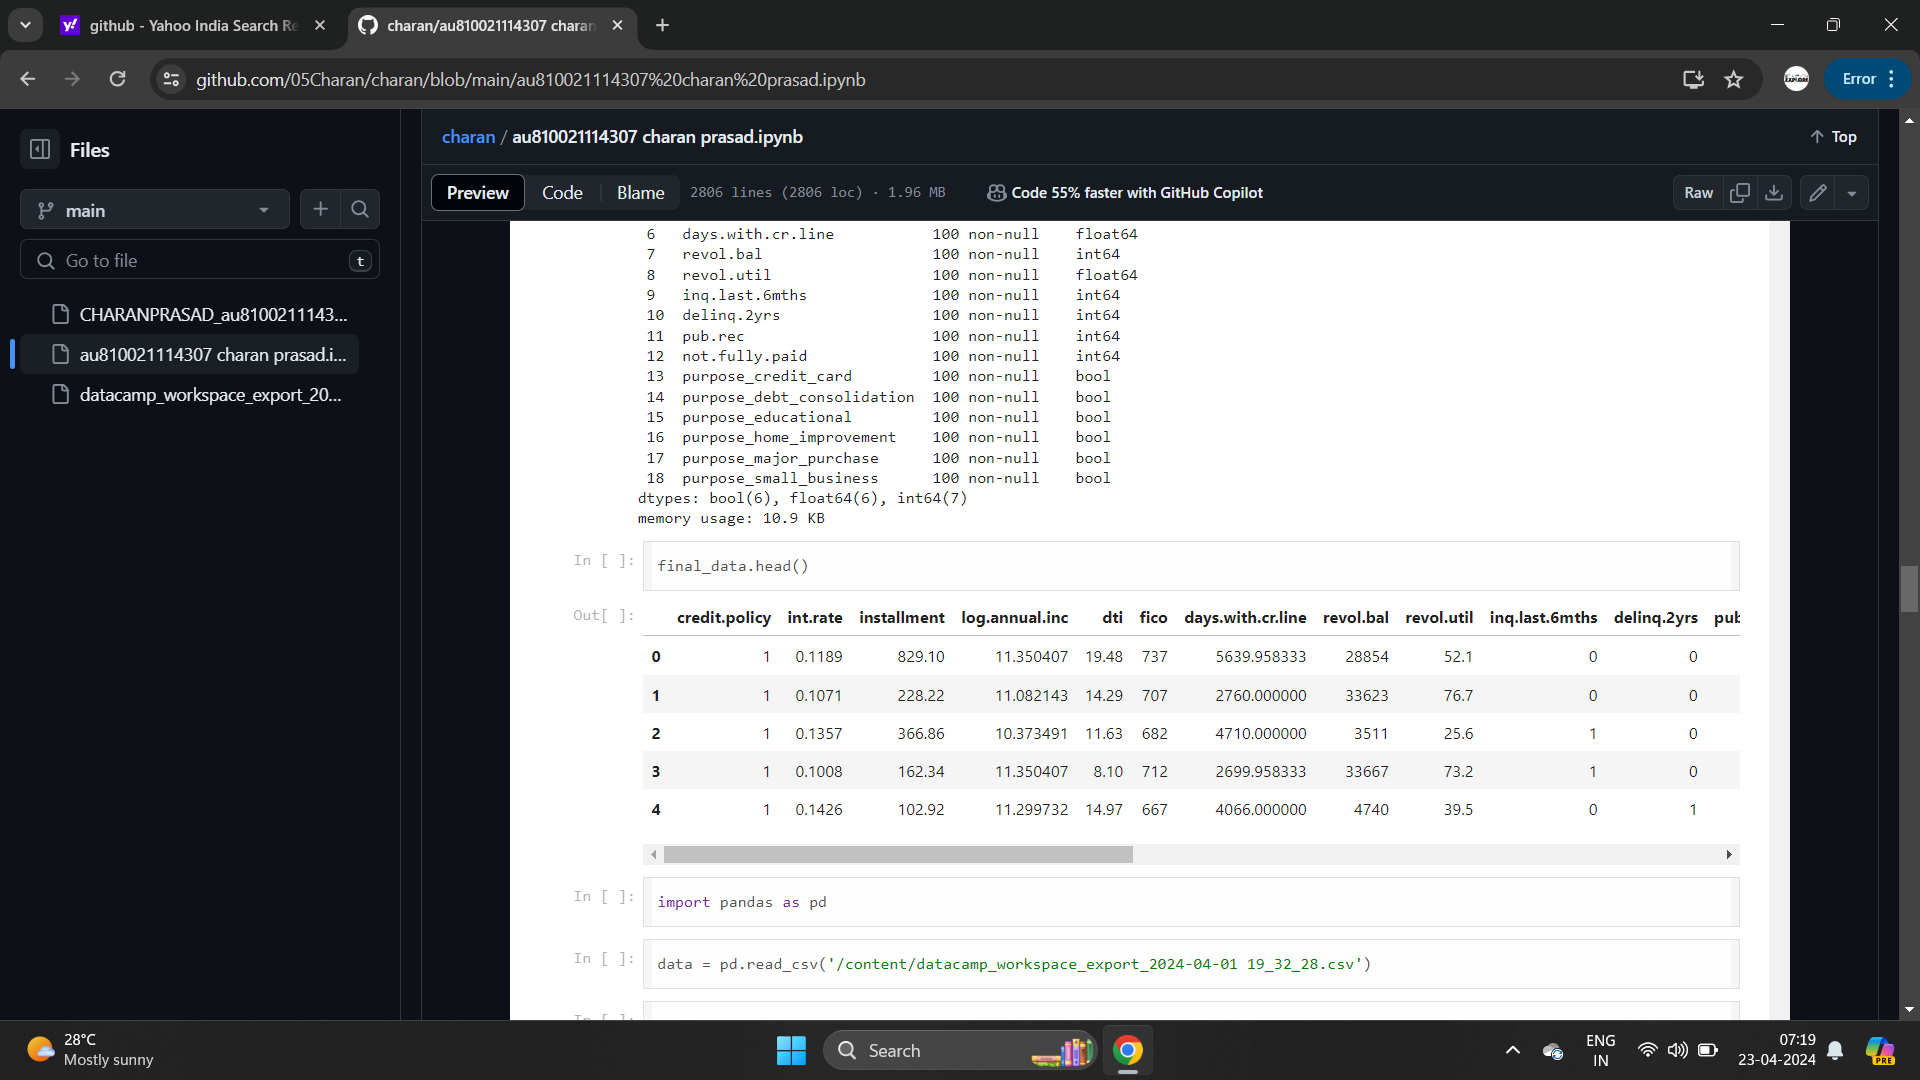 github - Yahoo India Search Re
charan/au810021114307 charan
github.com/05Charan/charan/blob/main/au810021114307%20charan%20prasad.ipynb
Error
Files
charan / au810021114307 charan prasad.ipynb
Top
main
Preview Code Blame 2806 lines (2806 loc) · 1.96 MB Code 55% faster with GitHub Copilot Raw
Go to file t
CHARANPRASAD_au8100211143...
au810021114307 charan prasad.i...
datacamp_workspace_export_20...
6 days.with.cr.line 100 non-null float64
7 revol.bal 100 non-null int64
8 revol.util 100 non-null float64
9 inq.last.6mths 100 non-null int64
10 delinq.2yrs 100 non-null int64
11 pub.rec 100 non-null int64
12 not.fully.paid 100 non-null int64
13 purpose_credit_card 100 non-null bool
14 purpose_debt_consolidation 100 non-null bool
15 purpose_educational 100 non-null bool
16 purpose_home_improvement 100 non-null bool
17 purpose_major_purchase 100 non-null bool
18 purpose_small_business 100 non-null bool
dtypes: bool(6), float64(6), int64(7)
memory usage: 10.9 KB
In [ ]: final_data.head()
Out[ ]: credit.policy int.rate installment log.annual.inc dti fico days.with.cr.line revol.bal revol.util inq.last.6mths delinq.2yrs pub
0 1 0.1189 829.10 11.350407 19.48 737 5639.958333 28854 52.1 0 0
1 1 0.1071 228.22 11.082143 14.29 707 2760.000000 33623 76.7 0 0
2 1 0.1357 366.86 10.373491 11.63 682 4710.000000 3511 25.6 1 0
3 1 0.1008 162.34 11.350407 8.10 712 2699.958333 33667 73.2 1 0
4 1 0.1426 102.92 11.299732 14.97 667 4066.000000 4740 39.5 0 1
In [ ]: import pandas as pd
In [ ]: data = pd.read_csv('/content/datacamp_workspace_export_2024-04-01 19_32_28.csv')
In [ ]:
28°C
Mostly sunny
Search
ENG
IN
07:19
23-04-2024
PRE